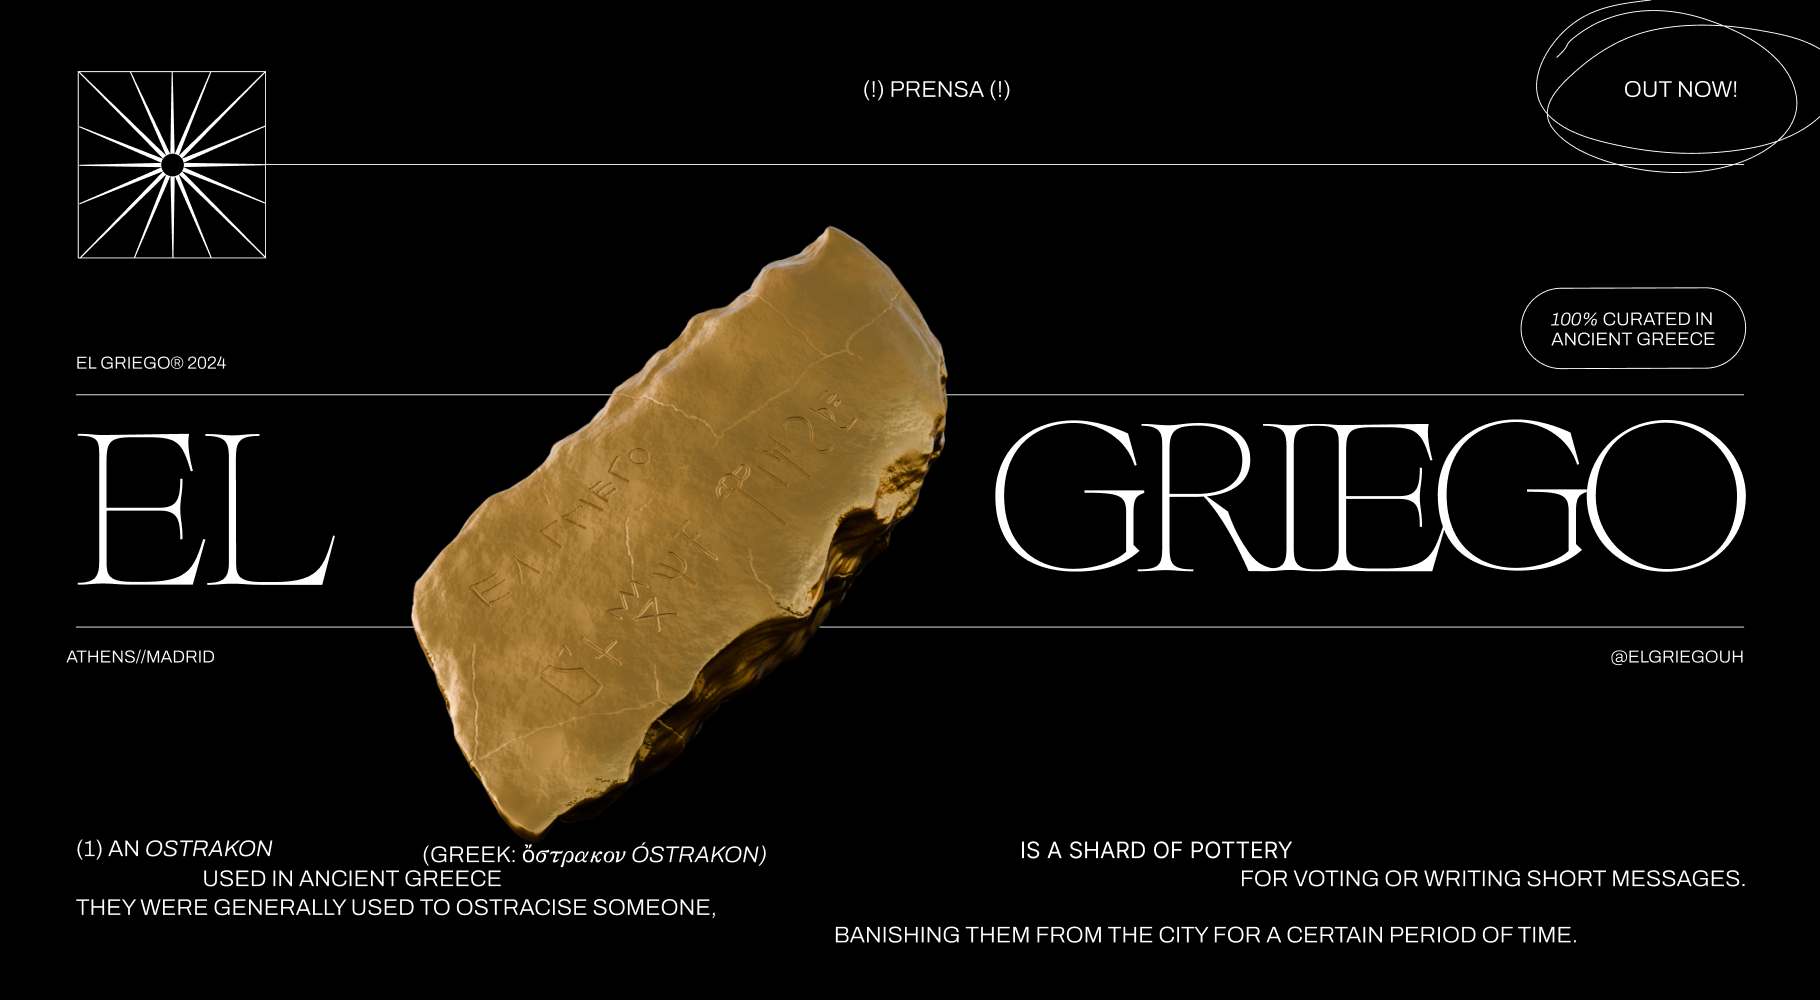 (!) PRENSA (!)
OUT NOW!
100% CURATED IN
ANCIENT GREECE
EL GRIEGO® 2024
EL GRIEGO
ATHENS//MADRID
@ELGRIEGOUH
(1) AN OSTRAKON (GREEK: ὄστρακον ÓSTRAKON) IS A SHARD OF POTTERY
USED IN ANCIENT GREECE FOR VOTING OR WRITING SHORT MESSAGES.
THEY WERE GENERALLY USED TO OSTRACISE SOMEONE,
BANISHING THEM FROM THE CITY FOR A CERTAIN PERIOD OF TIME.